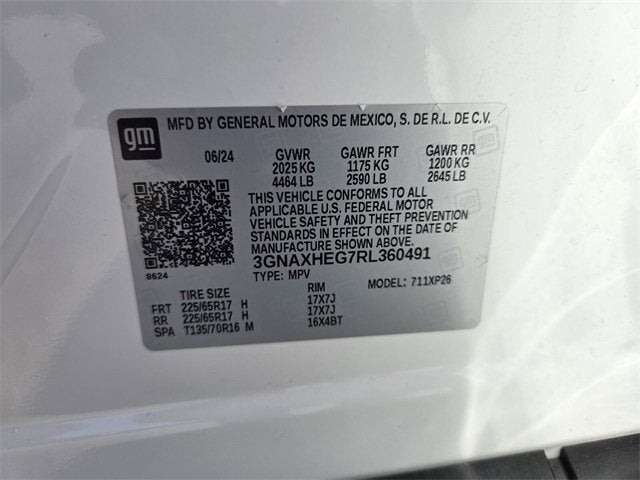 gm
MFD BY GENERAL MOTORS DE MEXICO, S. DE R.L. DE C.V.
06/24 GVWR GAWR FRT GAWR RR
2025 KG 1175 KG 1200 KG
4464 LB 2590 LB 2645 LB
THIS VEHICLE CONFORMS TO ALL
APPLICABLE U.S. FEDERAL MOTOR
VEHICLE SAFETY AND THEFT PREVENTION
STANDARDS IN EFFECT ON THE DATE OF
MANUFACTURE SHOWN ABOVE.
3GNAXHEG7RL360491
8624
TYPE: MPV MODEL: 711XP26
TIRE SIZE RIM
FRT 225/65R17 H 17X7J
RR 225/65R17 H 17X7J
SPA T135/70R16 M 16X4BT